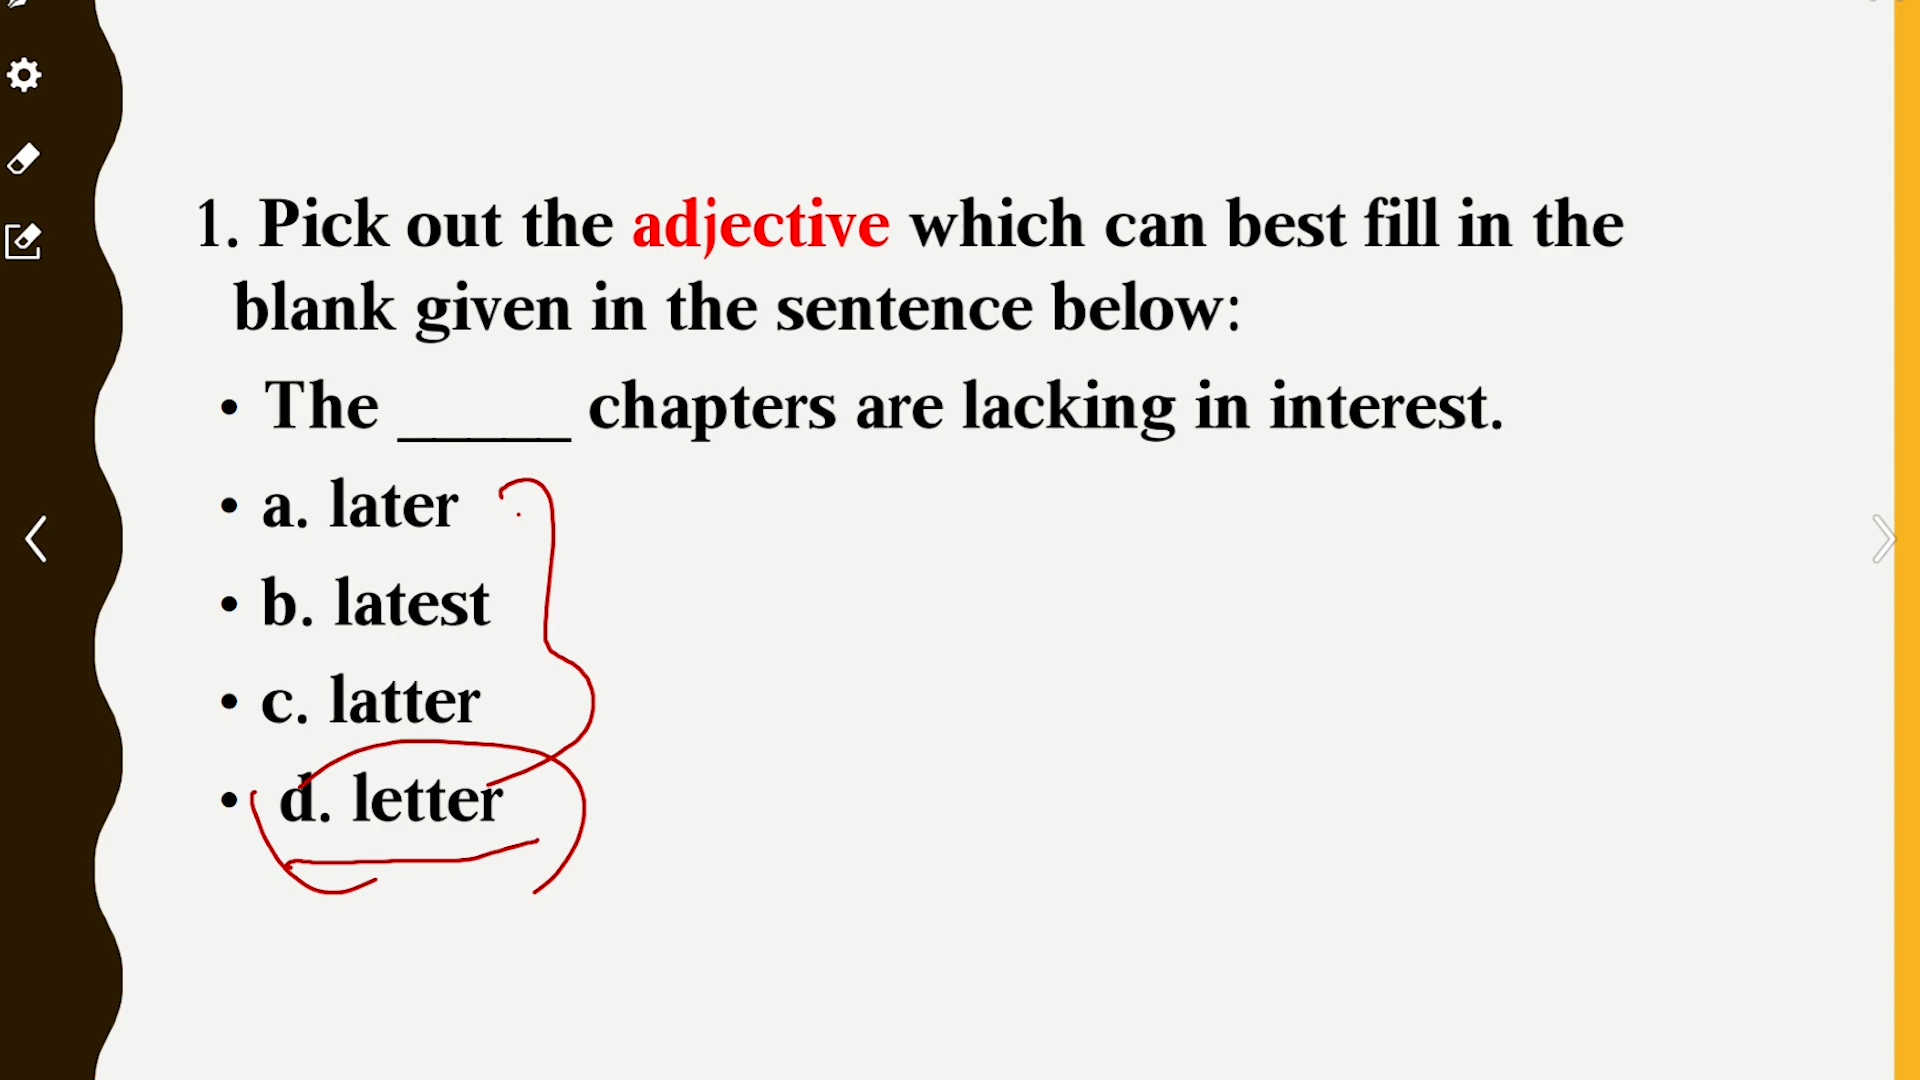 1. Pick out the adjective which can best fill in the
blank given in the sentence below:
• The _____ chapters are lacking in interest.
• a. later
• b. latest
• c. latter
• d. letter